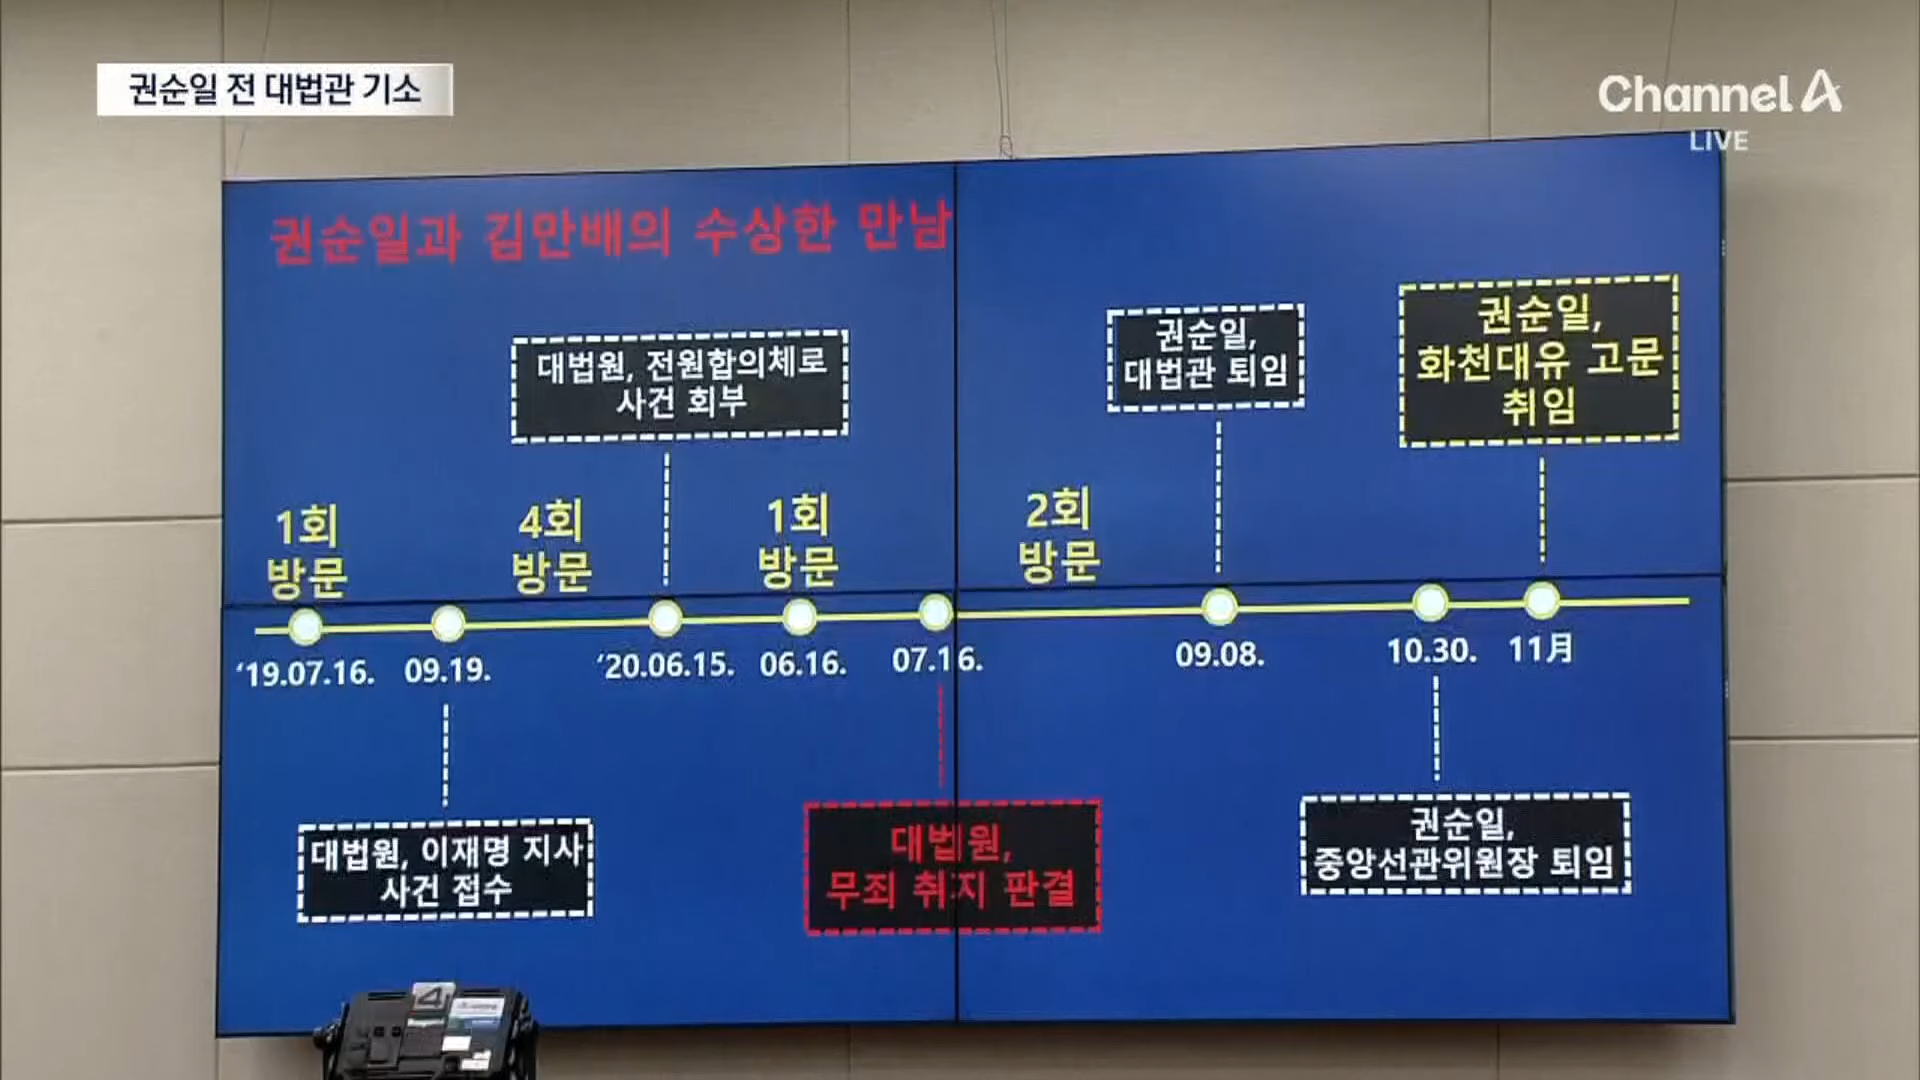 권순일 전 대법관 기소
Channel A
LIVE
권순일과 김만배의 수상한 만남
대법원, 전원합의체로
사건 회부
권순일,
대법관 퇴임
권순일,
화천대유 고문
취임
1회
방문
4회
방문
1회
방문
2회
방문
‘19.07.16.
09.19.
‘20.06.15.
06.16.
07.16.
09.08.
10.30.
11月
대법원, 이재명 지사
사건 접수
대법원,
무죄 취지 판결
권순일,
중앙선관위원장 퇴임
4